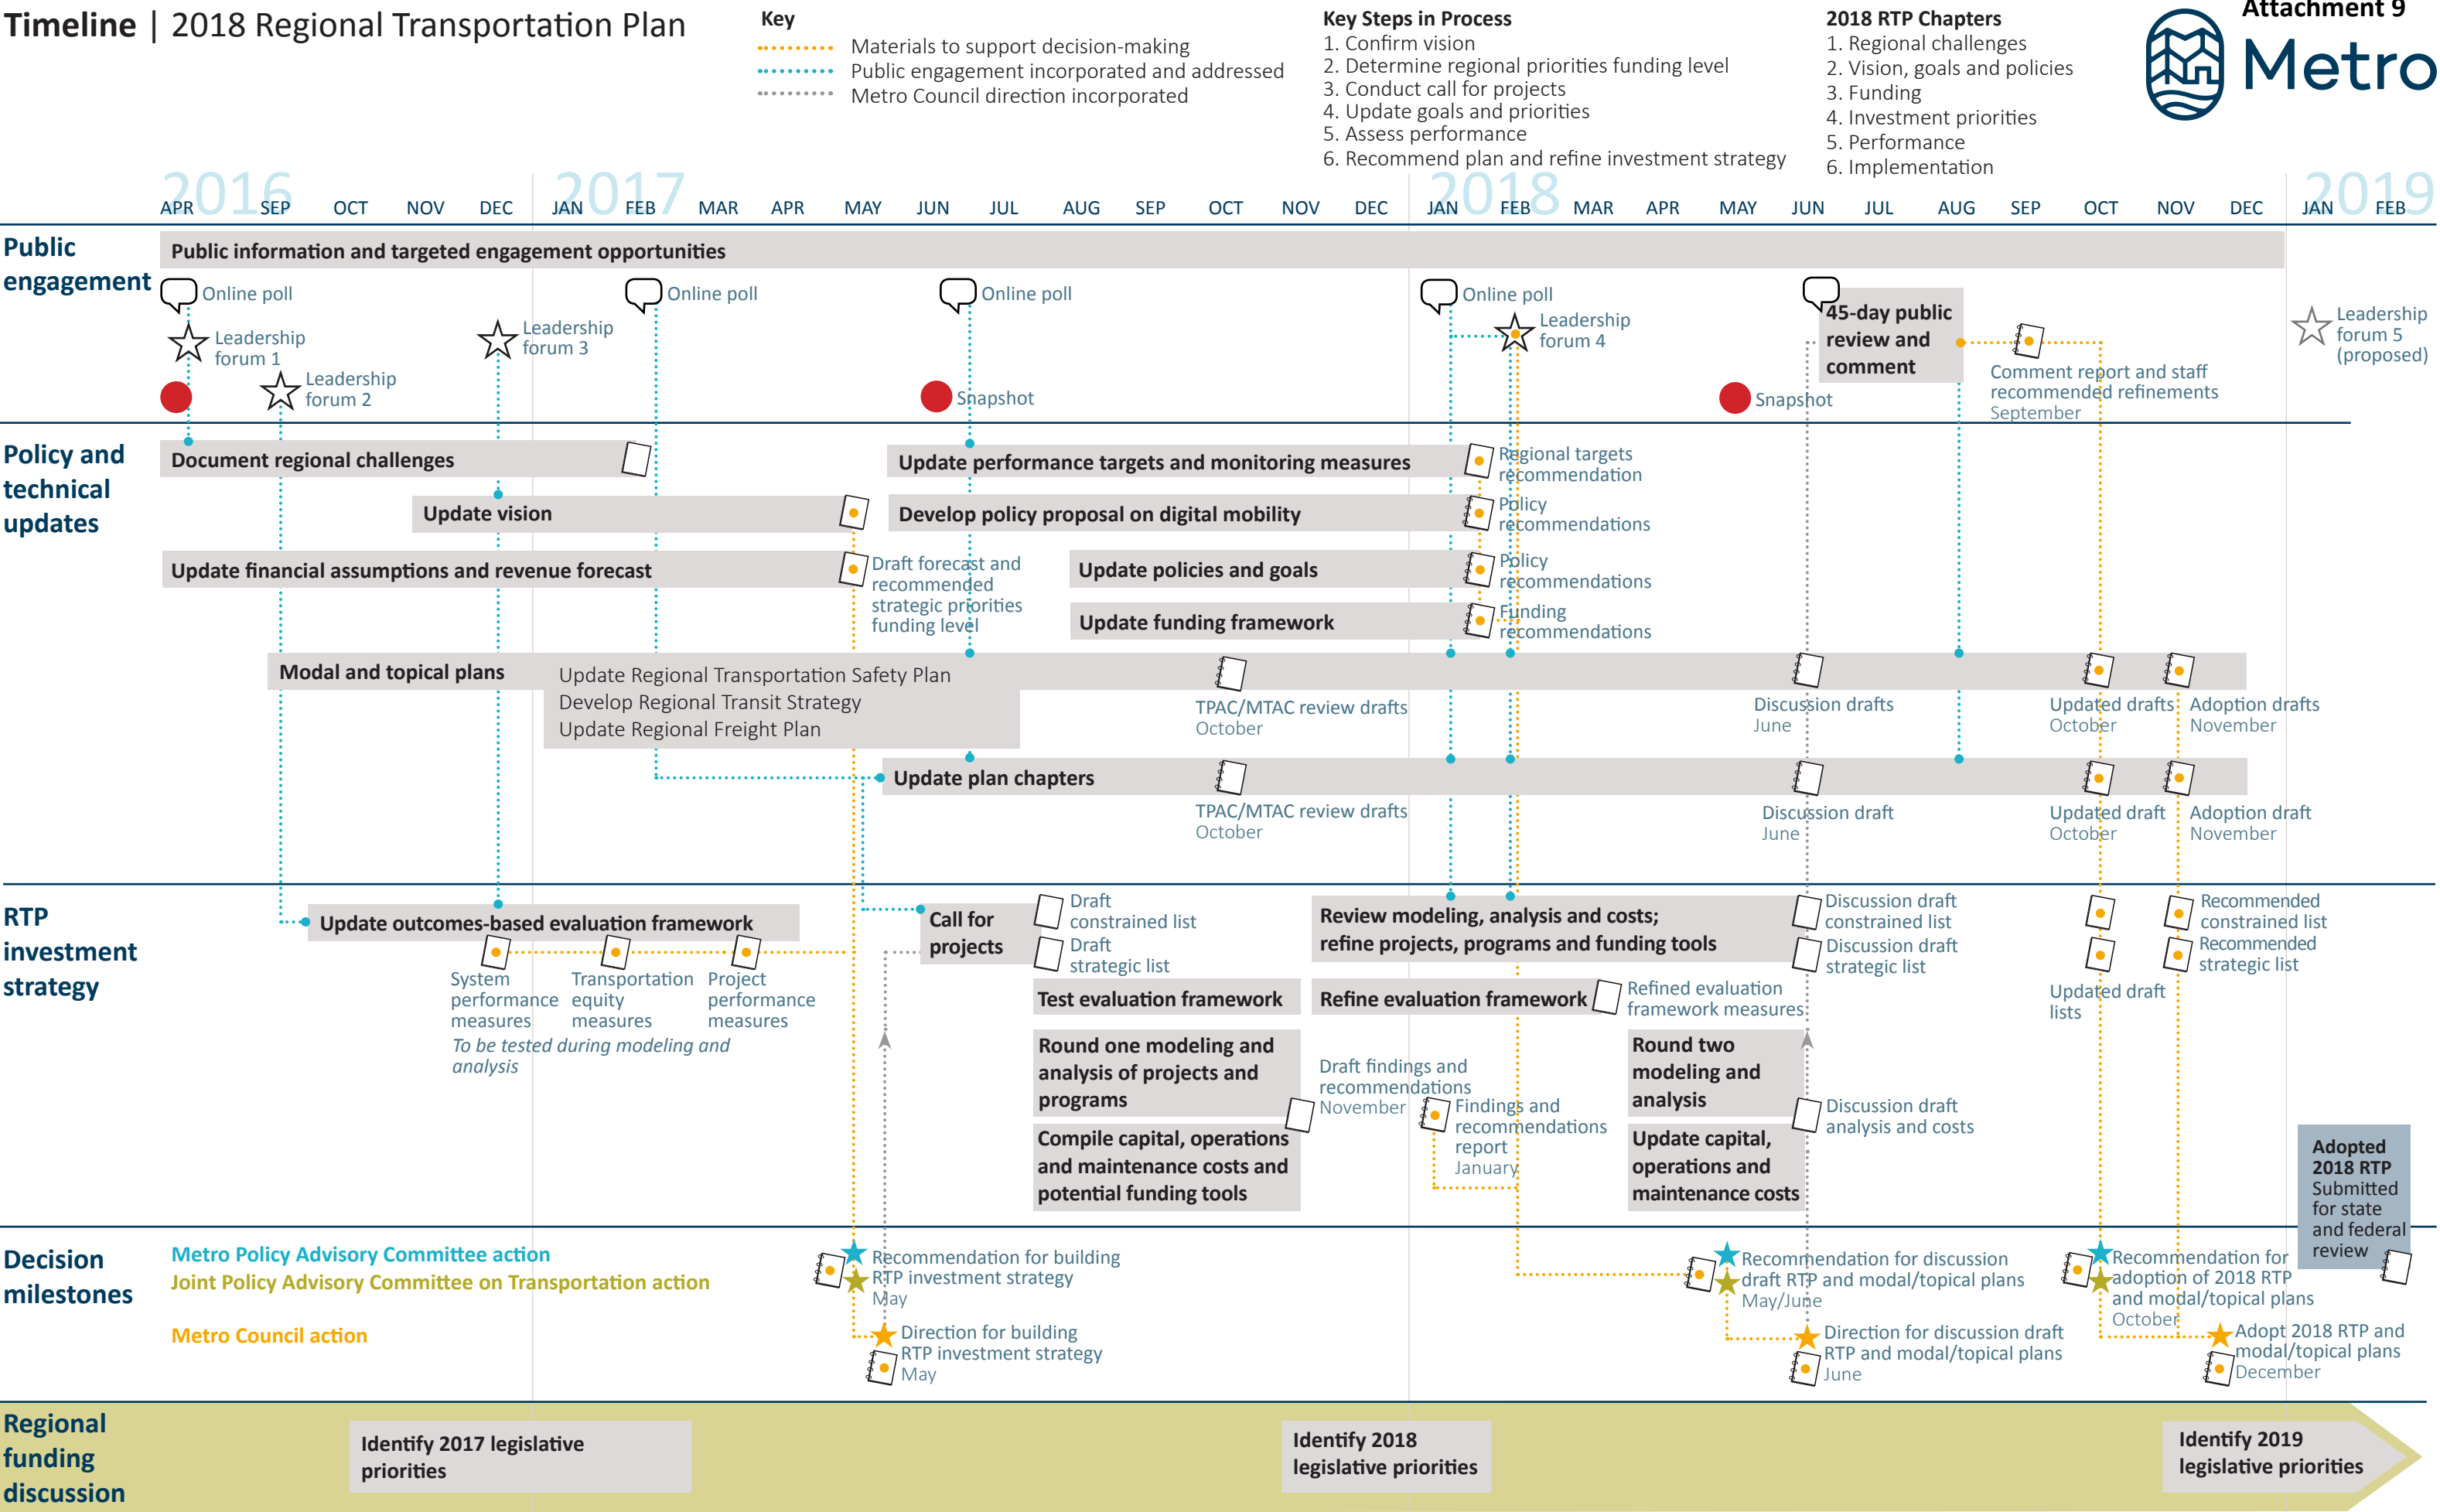 Timeline | 2018 Regional Transportation Plan
Key
Materials to support decision-making
Public engagement incorporated and addressed
Metro Council direction incorporated
Key Steps in Process
1. Confirm vision
2. Determine regional priorities funding level
3. Conduct call for projects
4. Update goals and priorities
5. Assess performance
6. Recommend plan and refine investment strategy
2018 RTP Chapters
1. Regional challenges
2. Vision, goals and policies
3. Funding
4. Investment priorities
5. Performance
6. Implementation
Attachment 9
Metro
2016 2017 2018 2019
APR SEP OCT NOV DEC JAN FEB MAR APR MAY JUN JUL AUG SEP OCT NOV DEC JAN FEB MAR APR MAY JUN JUL AUG SEP OCT NOV DEC JAN FEB
Public
engagement
Public information and targeted engagement opportunities
Online poll
Online poll
Online poll
Online poll
Leadership
forum 1
Leadership
forum 2
Leadership
forum 3
Leadership
forum 4
45-day public
review and
comment
Leadership
forum 5
(proposed)
Snapshot
Snapshot
Comment report and staff
recommended refinements
September
Policy and
technical
updates
Document regional challenges
Update vision
Update financial assumptions and revenue forecast
Draft forecast and
recommended
strategic priorities
funding level
Update performance targets and monitoring measures
Regional targets
recommendation
Develop policy proposal on digital mobility
Policy
recommendations
Update policies and goals
Policy
recommendations
Update funding framework
Funding
recommendations
Modal and topical plans
Update Regional Transportation Safety Plan
Develop Regional Transit Strategy
Update Regional Freight Plan
TPAC/MTAC review drafts
October
Discussion drafts
June
Updated drafts
October
Adoption drafts
November
Update plan chapters
TPAC/MTAC review drafts
October
Discussion draft
June
Updated draft
October
Adoption draft
November
RTP
investment
strategy
Update outcomes-based evaluation framework
System
performance
measures
Transportation
equity
measures
Project
performance
measures
To be tested during modeling and
analysis
Call for
projects
Draft
constrained list
Draft
strategic list
Test evaluation framework
Round one modeling and
analysis of projects and
programs
Compile capital, operations
and maintenance costs and
potential funding tools
Review modeling, analysis and costs;
refine projects, programs and funding tools
Refine evaluation framework
Refined evaluation
framework measures
Draft findings and
recommendations
November
Findings and
recommendations
report
January
Round two
modeling and
analysis
Update capital,
operations and
maintenance costs
Discussion draft
constrained list
Discussion draft
strategic list
Discussion draft
analysis and costs
Updated draft
lists
Recommended
constrained list
Recommended
strategic list
Adopted
2018 RTP
Submitted
for state
and federal
review
Decision
milestones
Metro Policy Advisory Committee action
Joint Policy Advisory Committee on Transportation action
Metro Council action
Recommendation for building
RTP investment strategy
May
Direction for building
RTP investment strategy
May
Recommendation for discussion
draft RTP and modal/topical plans
May/June
Direction for discussion draft
RTP and modal/topical plans
June
Recommendation for
adoption of 2018 RTP
and modal/topical plans
October
Adopt 2018 RTP and
modal/topical plans
December
Regional
funding
discussion
Identify 2017 legislative
priorities
Identify 2018
legislative priorities
Identify 2019
legislative priorities